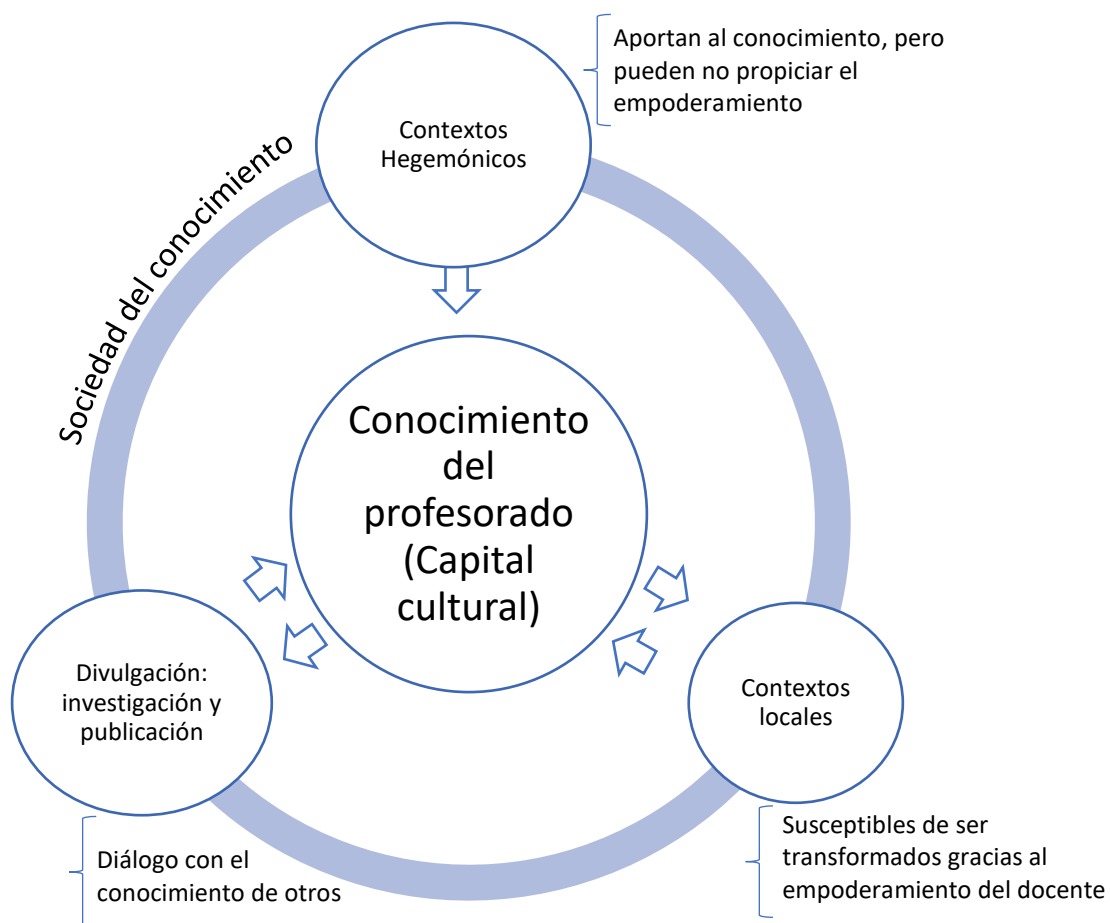 Aportan al conocimiento, pero
pueden no propiciar el
empoderamiento
Contextos
Hegemónicos
Sociedad del conocimiento
Conocimiento
del
profesorado
(Capital
cultural)
Divulgación:
investigación y
publicación
Contextos
locales
Diálogo con el
conocimiento de otros
Susceptibles de ser
transformados gracias al
empoderamiento del docente